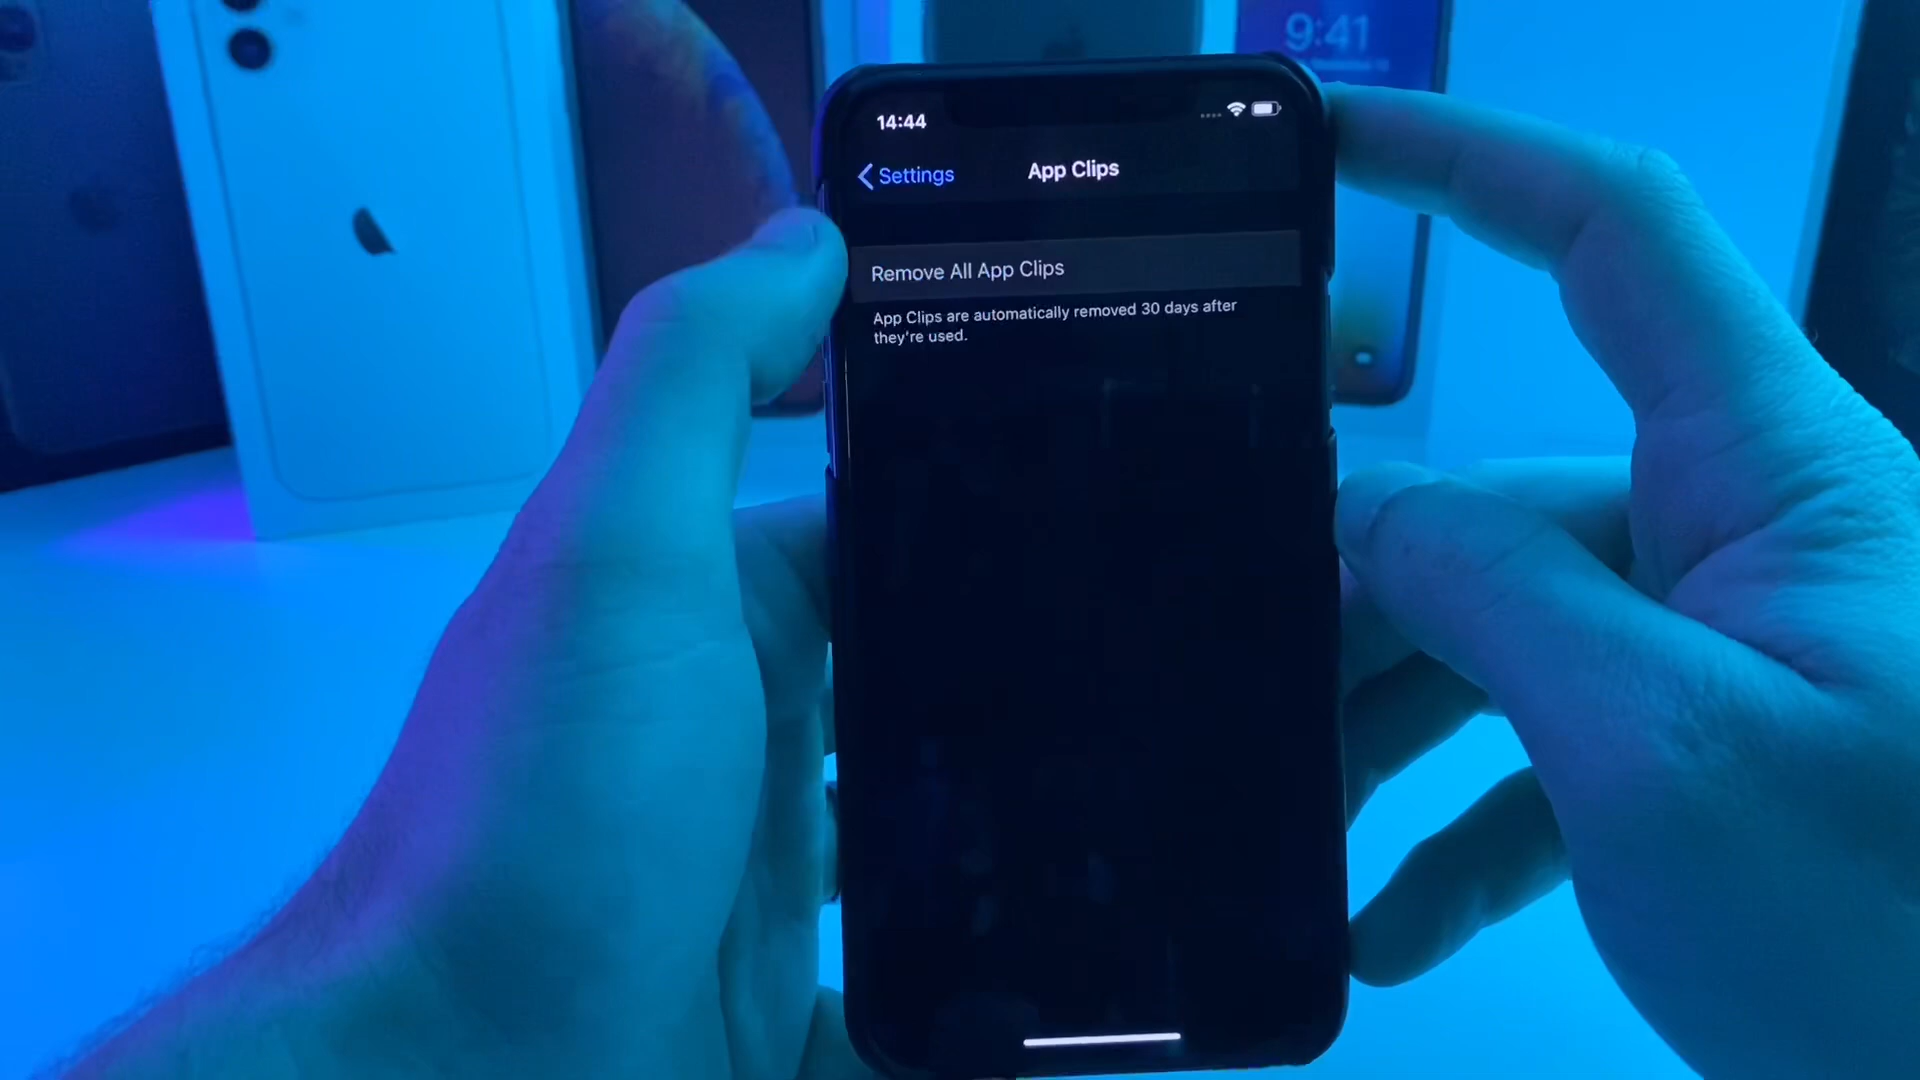 9:41
14:44
Settings
App Clips
Remove All App Clips
App Clips are automatically removed 30 days after
they're used.